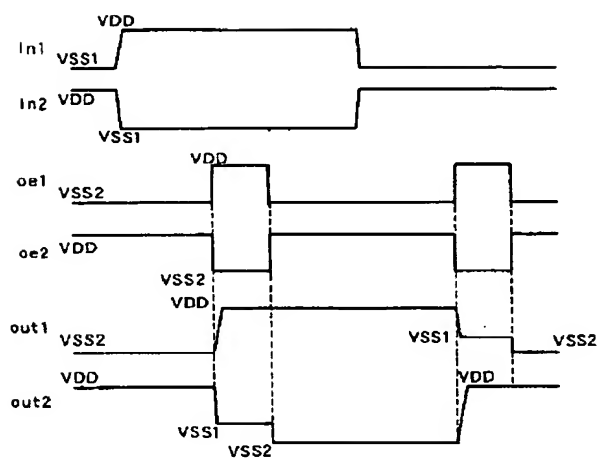 VDD
In1
VSS1
In2 VDD
VSS1
VDD
oe1
VSS2
oe2 VDD
VSS2
VDD
out1
VSS1
VSS2
VSS2
VDD
VDD
out2
VSS1
VSS2